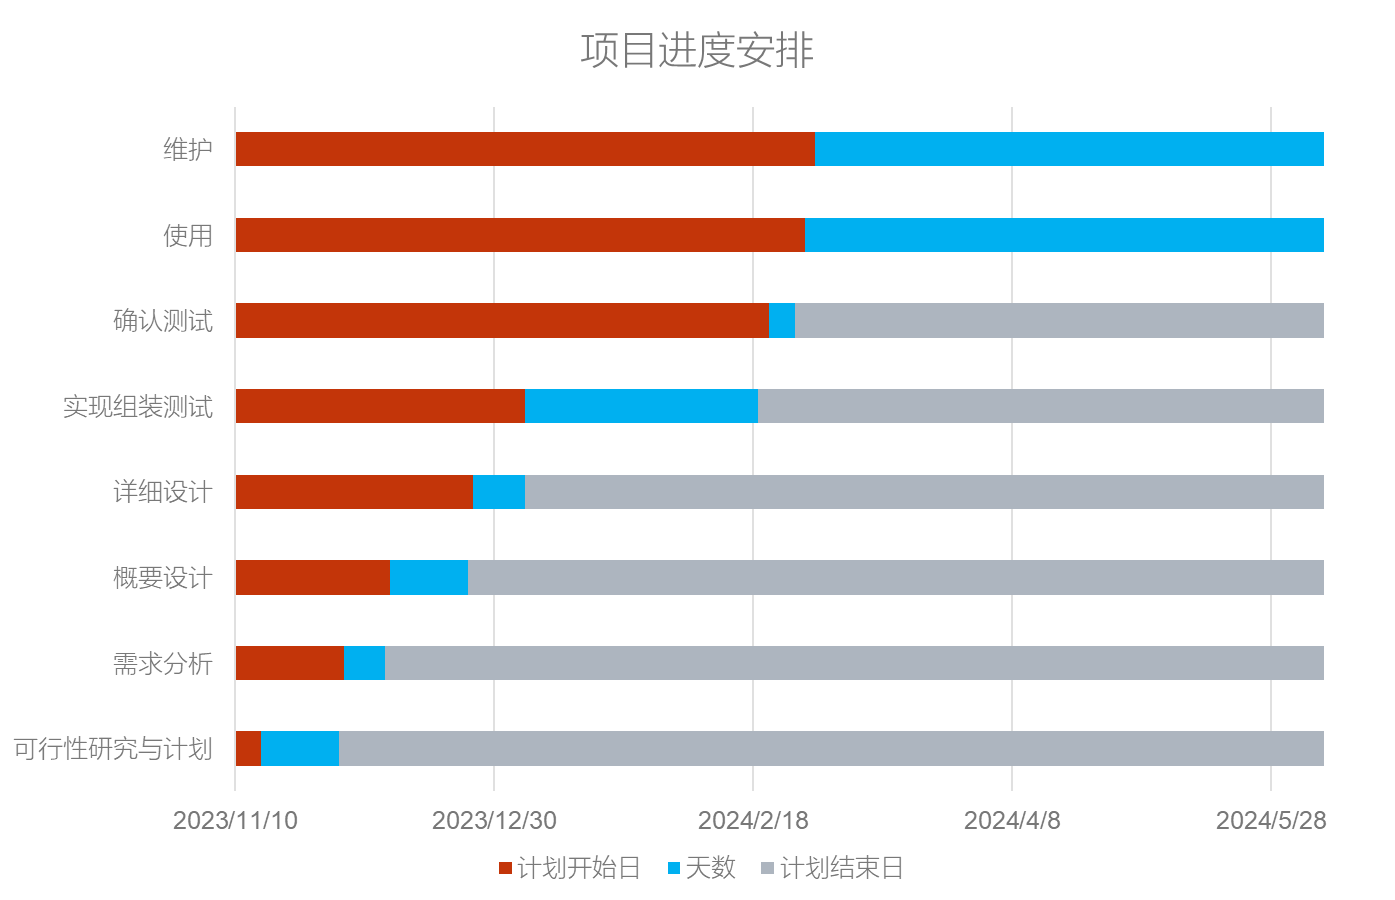 项目进度安排
维护
使用
确认测试
实现组装测试
详细设计
概要设计
需求分析
可行性研究与计划
2023/11/10 2023/12/30 2024/2/18 2024/4/8 2024/5/28
计划开始日 天数 计划结束日